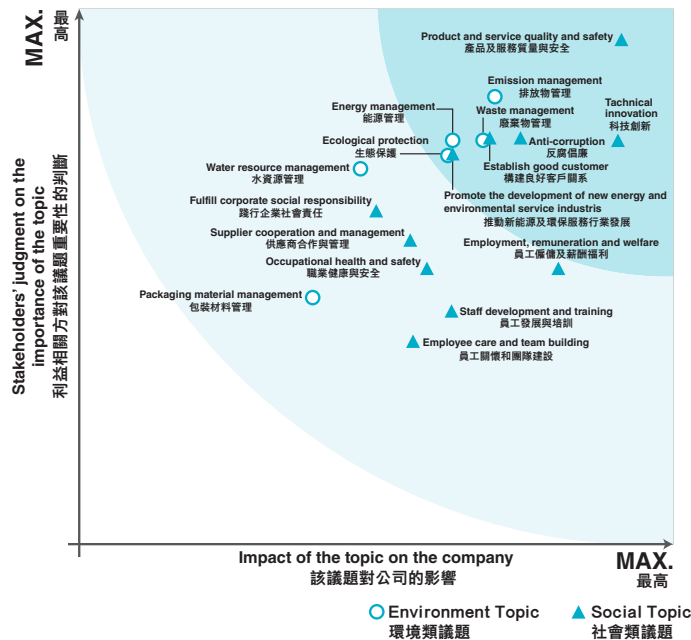 MAX.
最高
Stakeholders' judgment on the
importance of the topic
利益相關方對該議題重要性的判斷
Product and service quality and safety
產品及服務質量與安全
Emission management
排放物管理
Energy management
能源管理
Waste management
廢棄物管理
Tachnical
innovation
科技創新
Ecological protection
生態保護
Anti-corruption
反腐倡廉
Water resource management
水資源管理
Establish good customer
構建良好客戶關系
Fulfill corporate social responsibility
踐行企業社會責任
Promote the development of new energy and
environmental service industris
推動新能源及環保服務行業發展
Supplier cooperation and management
供應商合作與管理
Employment, remuneration and welfare
員工僱傭及薪酬福利
Occupational health and safety
職業健康與安全
Packaging material management
包裝材料管理
Staff development and training
員工發展與培訓
Employee care and team building
員工關懷和團隊建設
Impact of the topic on the company
該議題對公司的影響
MAX.
最高
Environment Topic
環境類議題
Social Topic
社會類議題